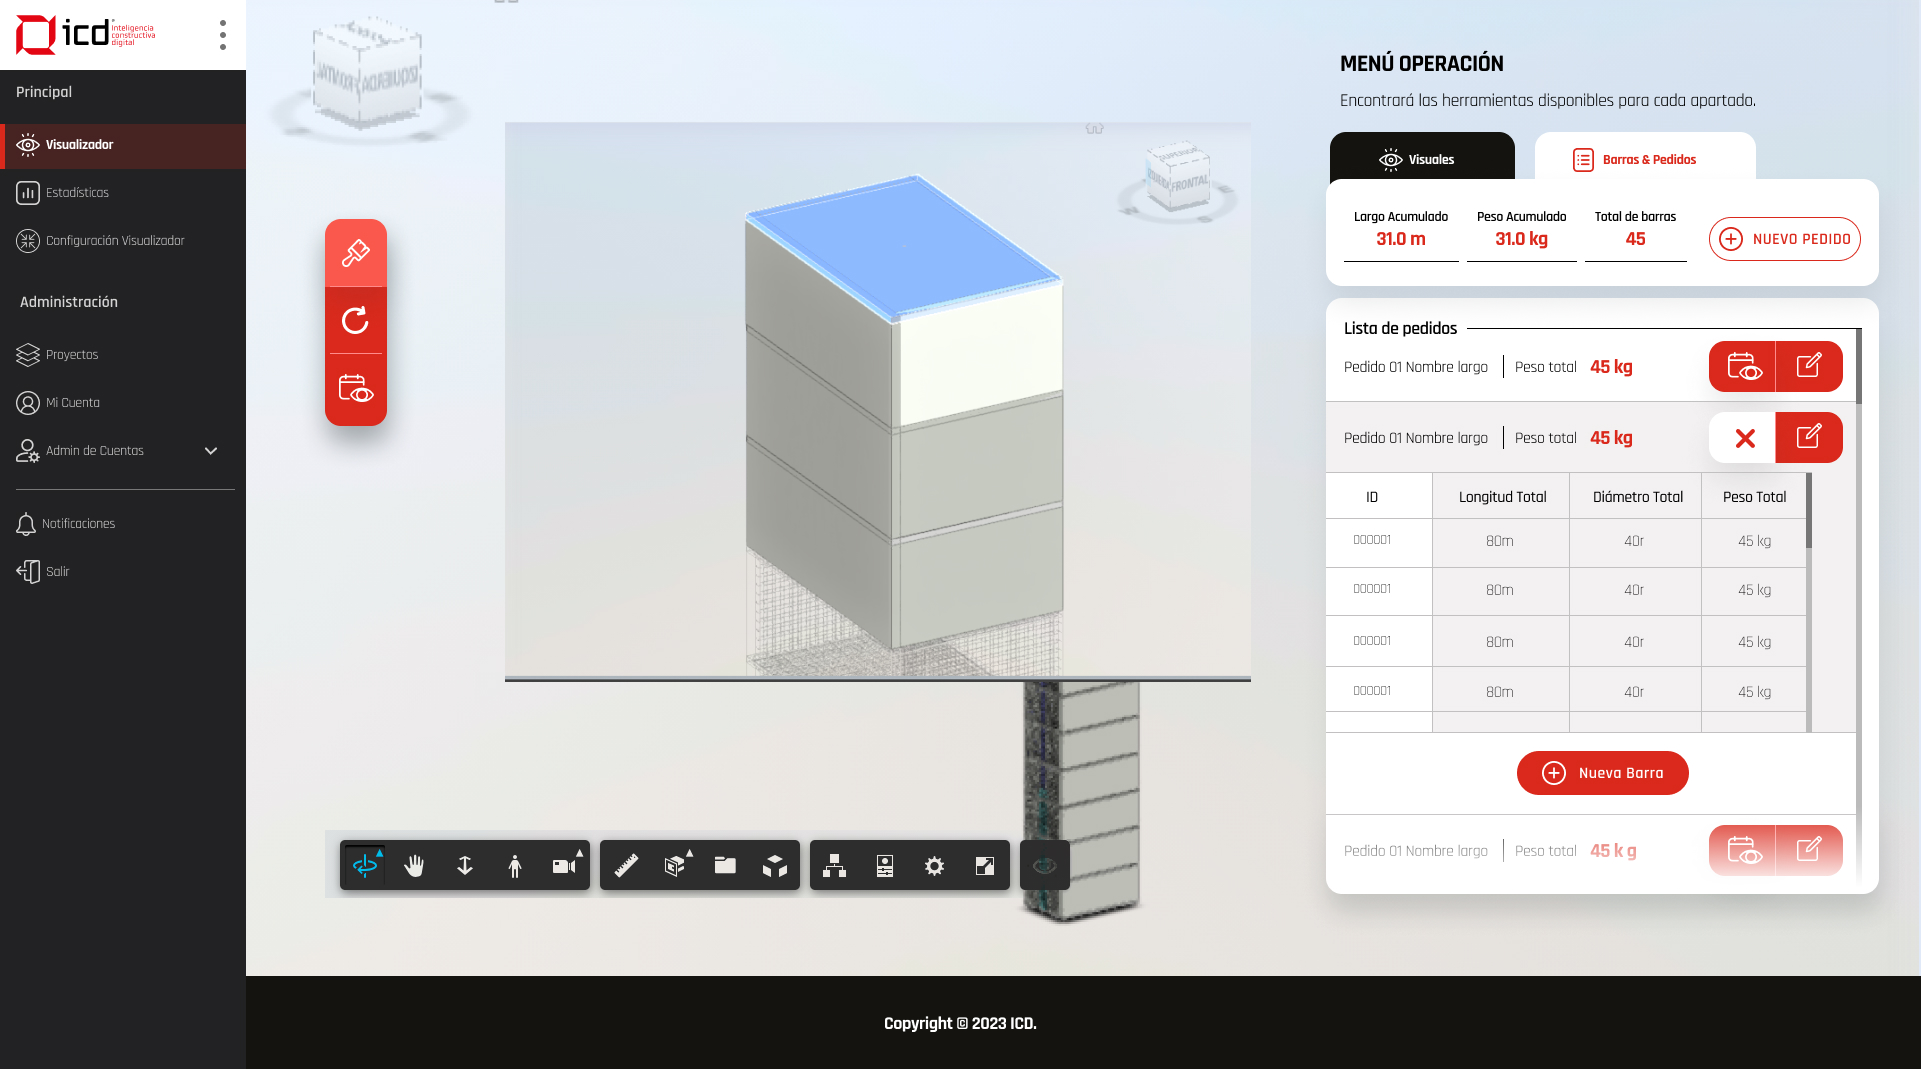 icd
inteligencia
constructiva
digital
Principal
Visualizador
Estadísticas
Configuración Visualizador
Administración
Proyectos
Mi Cuenta
Admin de Cuentas
Notificaciones
Salir
FRONTAL
MENÚ OPERACIÓN
Encontrará las herramientas disponibles para cada apartado.
Visuales
Barras & Pedidos
Largo Acumulado Peso Acumulado Total de barras
31.0 m 31.0 kg 45
NUEVO PEDIDO
Lista de pedidos
Pedido 01 Nombre largo Peso total 45 kg
Pedido 01 Nombre largo Peso total 45 kg
ID Longitud Total Diámetro Total Peso Total
000001 80m 40r 45 kg
000001 80m 40r 45 kg
000001 80m 40r 45 kg
000001 80m 40r 45 kg
Nueva Barra
Pedido 01 Nombre largo Peso total 45 k g
Copyright © 2023 ICD.